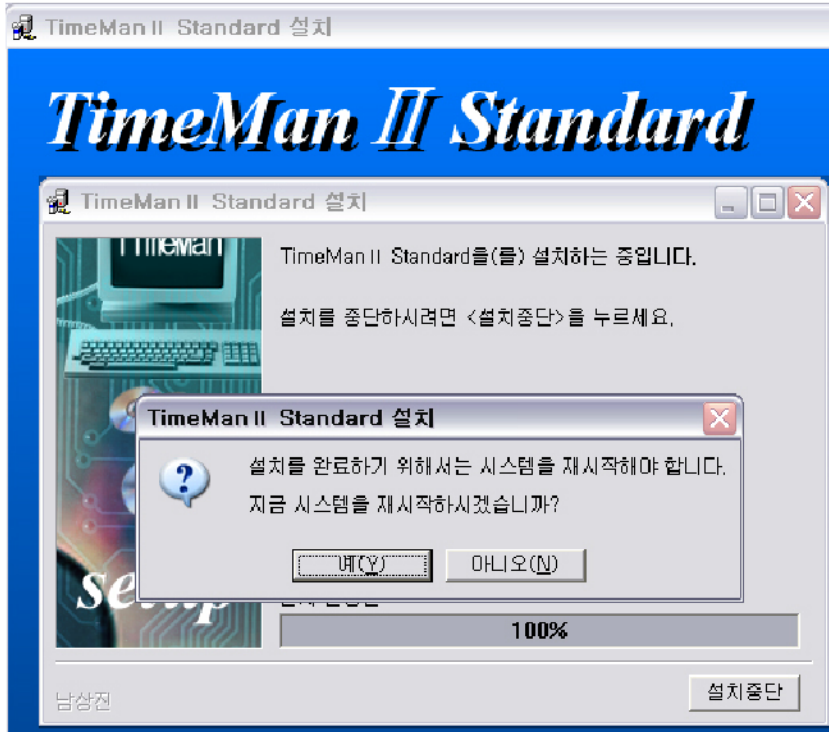 TimeMan II Standard 설치
TimeMan II Standard
TimeMan II Standard 설치
TimeMan
TimeMan II Standard을(를) 설치하는 중입니다.
설치를 중단하시려면 <설치중단>을 누르세요.
TimeMan II Standard 설치
설치를 완료하기 위해서는 시스템을 재시작해야 합니다.
지금 시스템을 재시작하시겠습니까?
예(Y) 아니오(N)
setup
100%
남상진
설치중단